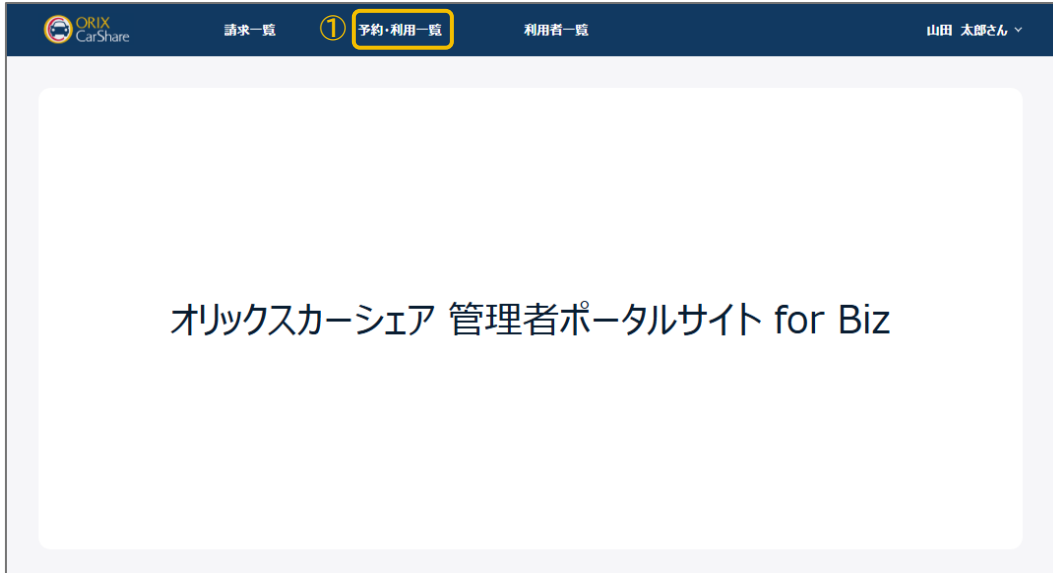 ORIX
CarShare
請求一覧
①
予約・利用一覧
利用者一覧
山田 太郎さん
オリックスカーシェア 管理者ポータルサイト for Biz